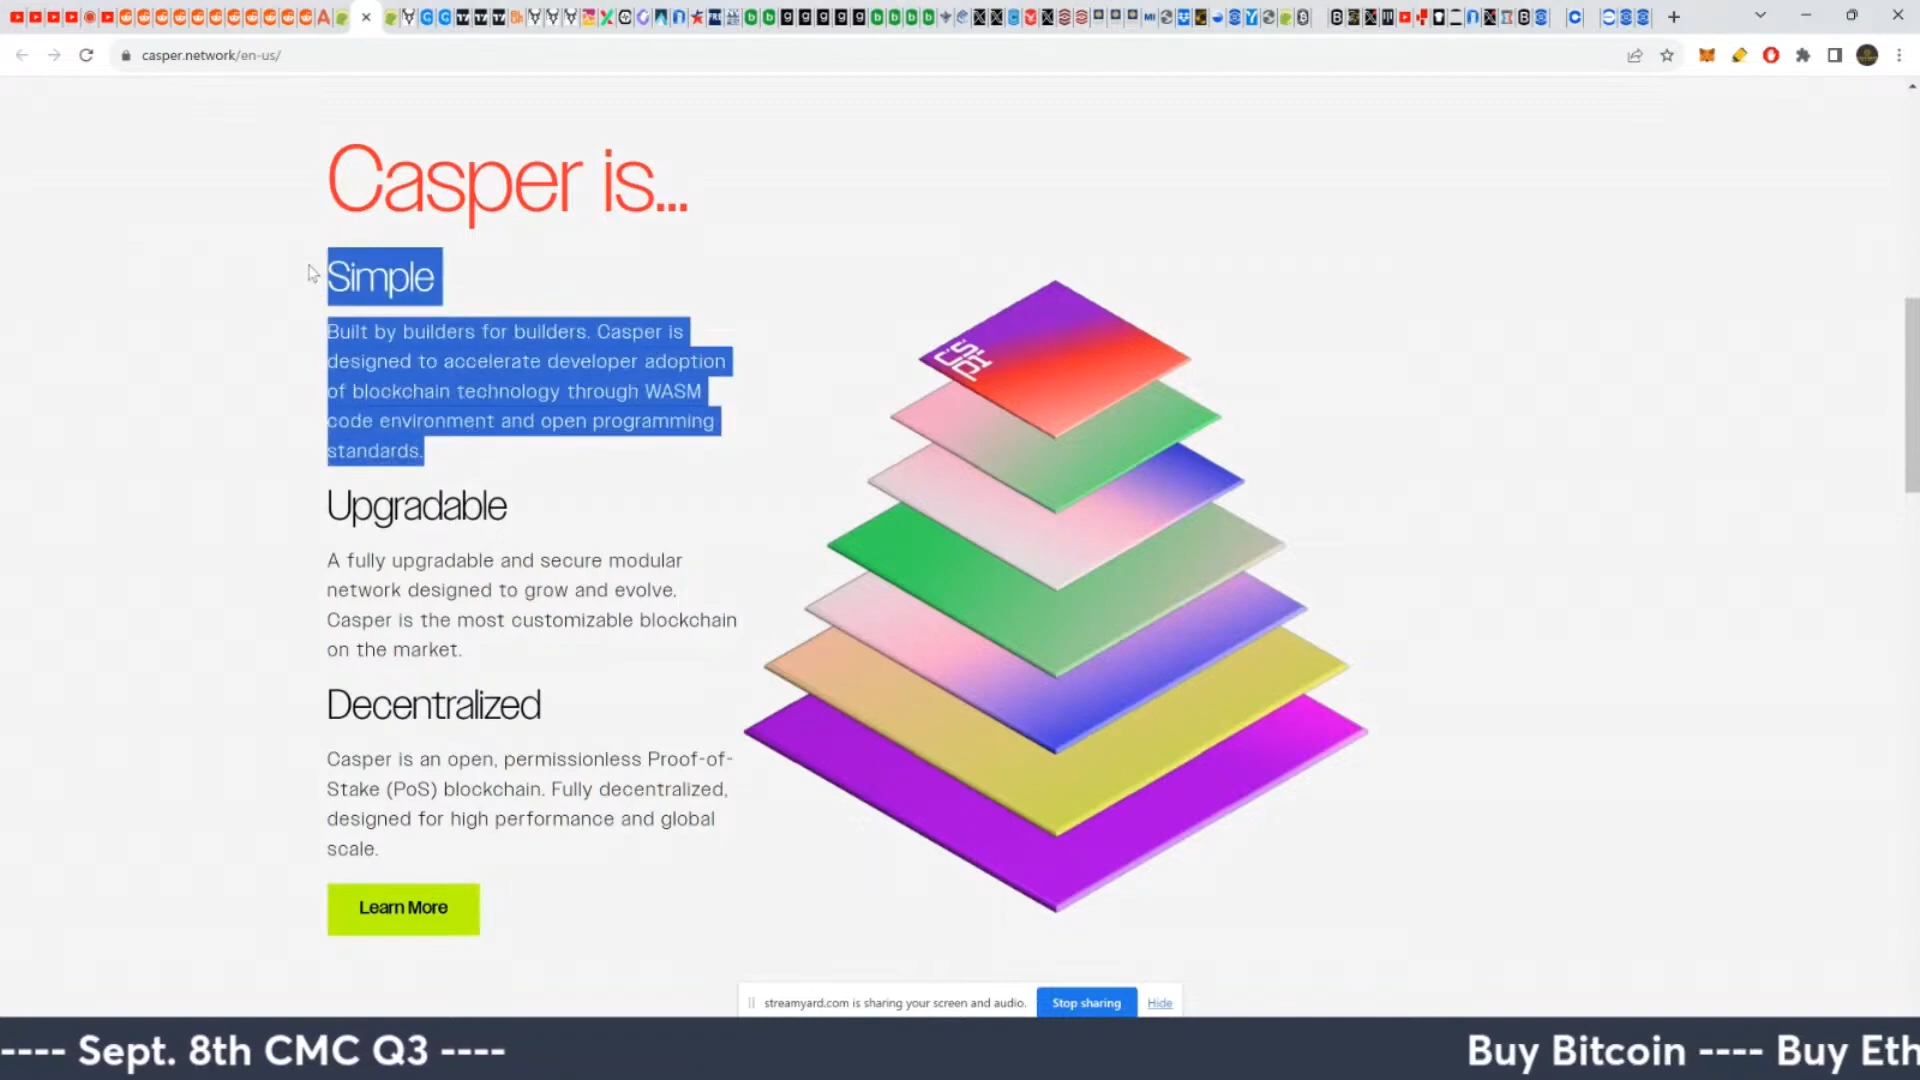 casper.network/en-us/
Casper is...
Simple
Built by builders for builders. Casper is
designed to accelerate developer adoption
of blockchain technology through WASM
code environment and open programming
standards.
Upgradable
A fully upgradable and secure modular
network designed to grow and evolve.
Casper is the most customizable blockchain
on the market.
Decentralized
Casper is an open, permissionless Proof-of-
Stake (PoS) blockchain. Fully decentralized,
designed for high performance and global
scale.
Learn More
CSPR
streamyard.com is sharing your screen and audio. Stop sharing Hide
---- Sept. 8th CMC Q3 ---- Buy Bitcoin ---- Buy Eth